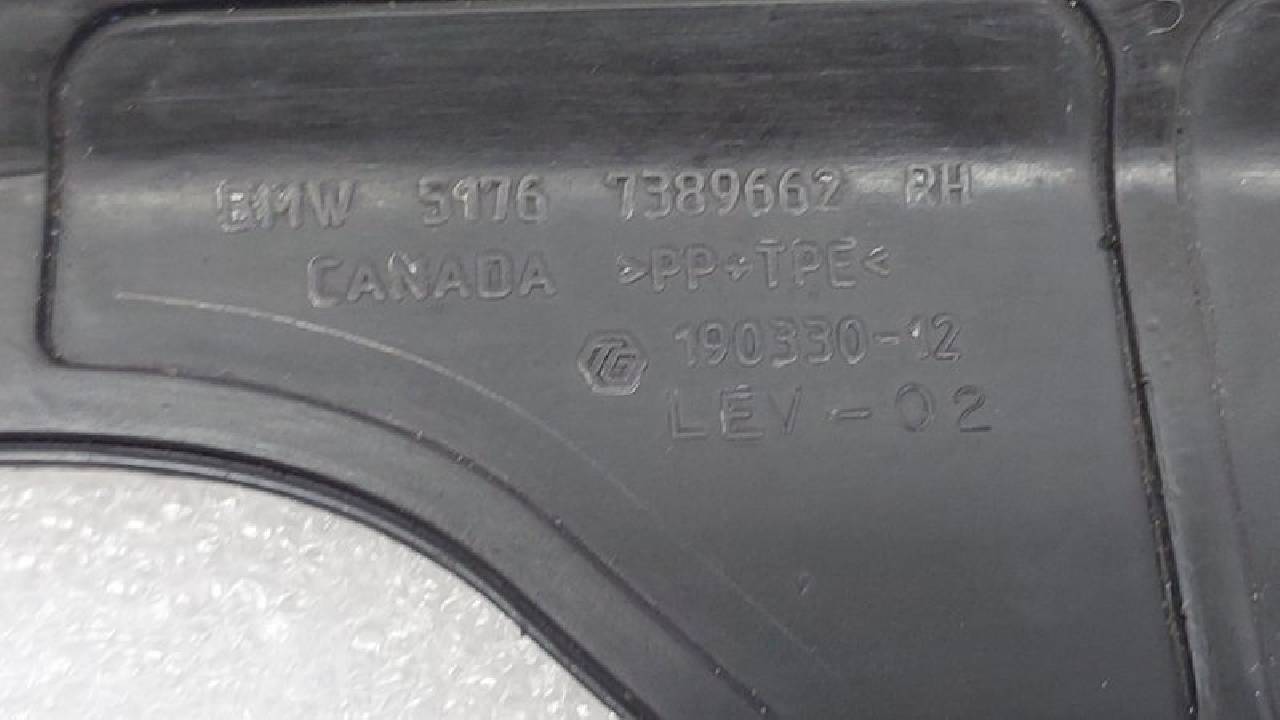 BMW 5176 7389662 RH
CANADA >PP+TPE<
190330-12
LEV-02